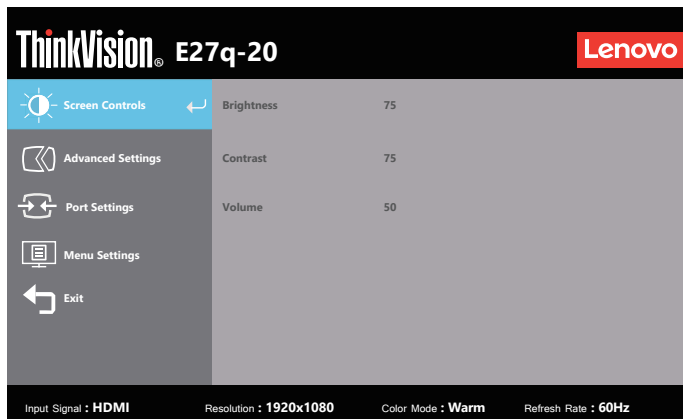 ThinkVision® E27q-20
Lenovo
Screen Controls
Brightness 75
Advanced Settings
Contrast 75
Port Settings
Volume 50
Menu Settings
Exit
Input Signal : HDMI Resolution : 1920x1080 Color Mode : Warm Refresh Rate : 60Hz